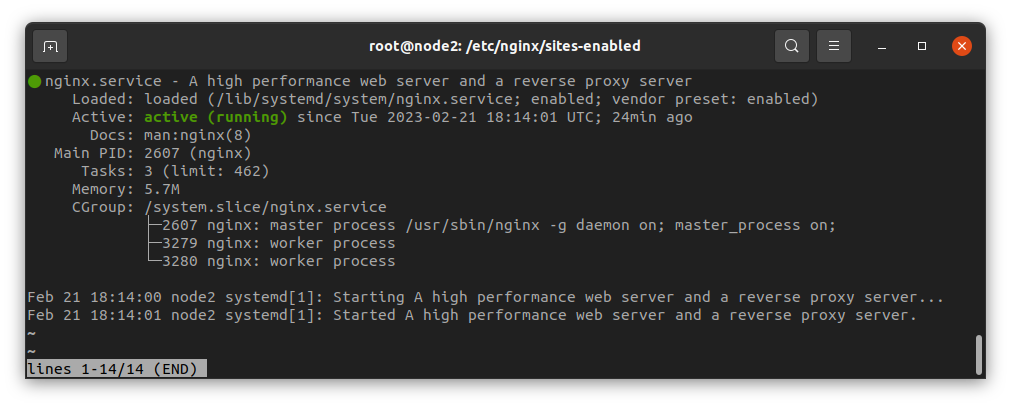 root@node2: /etc/nginx/sites-enabled
nginx.service - A high performance web server and a reverse proxy server
Loaded: loaded (/lib/systemd/system/nginx.service; enabled; vendor preset: enabled)
Active: active (running) since Tue 2023-02-21 18:14:01 UTC; 24min ago
Docs: man:nginx(8)
Main PID: 2607 (nginx)
Tasks: 3 (limit: 462)
Memory: 5.7M
CGroup: /system.slice/nginx.service
├─2607 nginx: master process /usr/sbin/nginx -g daemon on; master_process on;
├─3279 nginx: worker process
└─3280 nginx: worker process
Feb 21 18:14:00 node2 systemd[1]: Starting A high performance web server and a reverse proxy server...
Feb 21 18:14:01 node2 systemd[1]: Started A high performance web server and a reverse proxy server.
~
~
lines 1-14/14 (END)